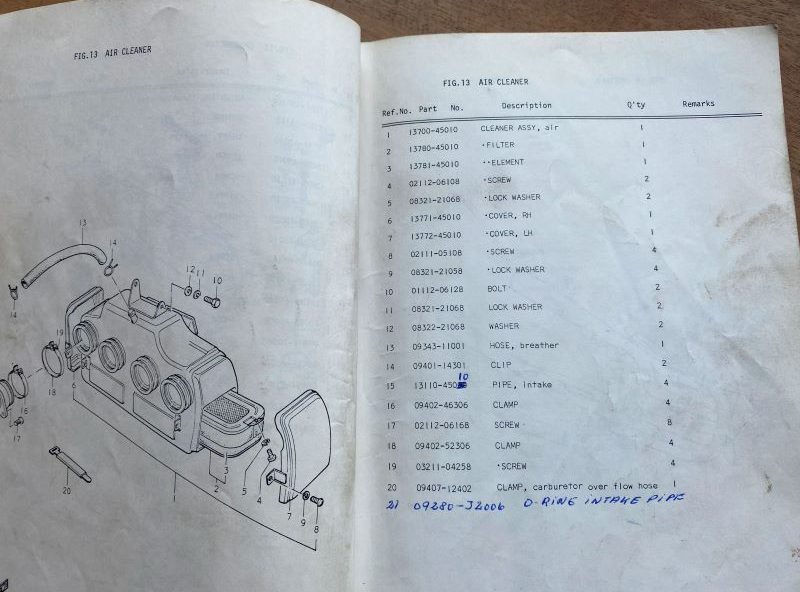 FIG.13 AIR CLEANER
13
14
14
12 11 10
19
18
16
17
6
20
1
2
3
5
4
7
9
8
FIG.13 AIR CLEANER
Ref.No. Part No. Description Q'ty Remarks
1 13700-45010 CLEANER ASSY, air 1
2 13780-45010 ·FILTER 1
3 13781-45010 ··ELEMENT 1
4 02112-06108 ·SCREW 2
5 08321-21068 ·LOCK WASHER 2
6 13771-45010 ·COVER, RH 1
7 13772-45010 ·COVER, LH 1
8 02111-05108 ·SCREW 4
9 08321-21058 ·LOCK WASHER 4
10 01112-06128 BOLT 2
11 08321-21068 LOCK WASHER 2
12 08322-21068 WASHER 2
13 09343-11001 HOSE, breather 1
14 09401-14301 CLIP 2
10
15 13110-450 PIPE, intake 4
16 09402-46306 CLAMP 4
17 02112-06168 SCREW 8
18 09402-52306 CLAMP 4
19 03211-04258 ·SCREW 4
20 09407-12402 CLAMP, carburetor over flow hose 1
21 09280-J2006 O-RING INTAKE PIPE